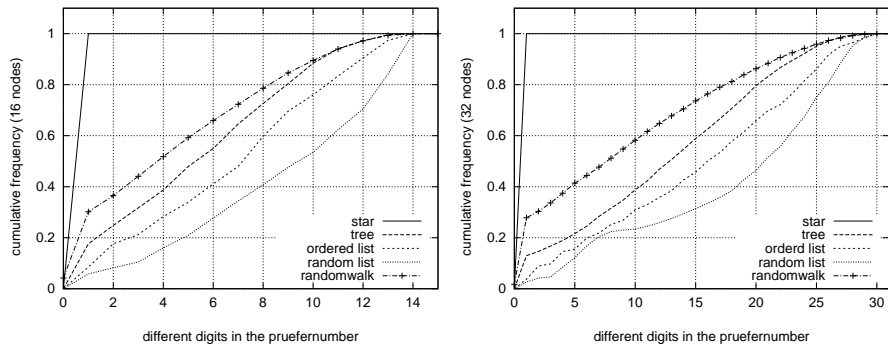 cumulative frequency (16 nodes)
1
0.8
0.6
0.4
0.2
0
star
tree
ordered list
random list
randomwalk
0 2 4 6 8 10 12 14
different digits in the pruefernumber
cumulative frequency (32 nodes)
1
0.8
0.6
0.4
0.2
0
star
tree
orderd list
random list
randomwalk
0 5 10 15 20 25 30
different digits in the pruefernumber